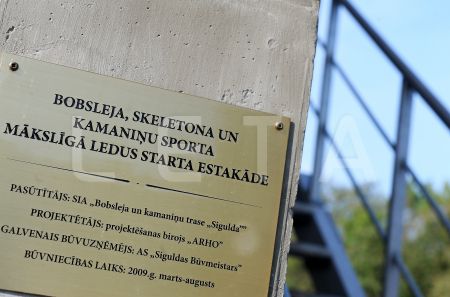 BOBSLEJA, SKELETONA UN
KAMANIŅU SPORTA
MĀKSLĪGĀ LEDUS STARTA ESTAKĀDE
PASŪTĪTĀJS: SIA „Bobsleja un kamaniņu trase „Sigulda””
PROJEKTĒTĀJS: projektēšanas birojs „ARHO”
GALVENAIS BŪVUZŅĒMĒJS: AS „Siguldas Būvmeistars”
BŪVNIECĪBAS LAIKS: 2009.g. marts-augusts
LETA